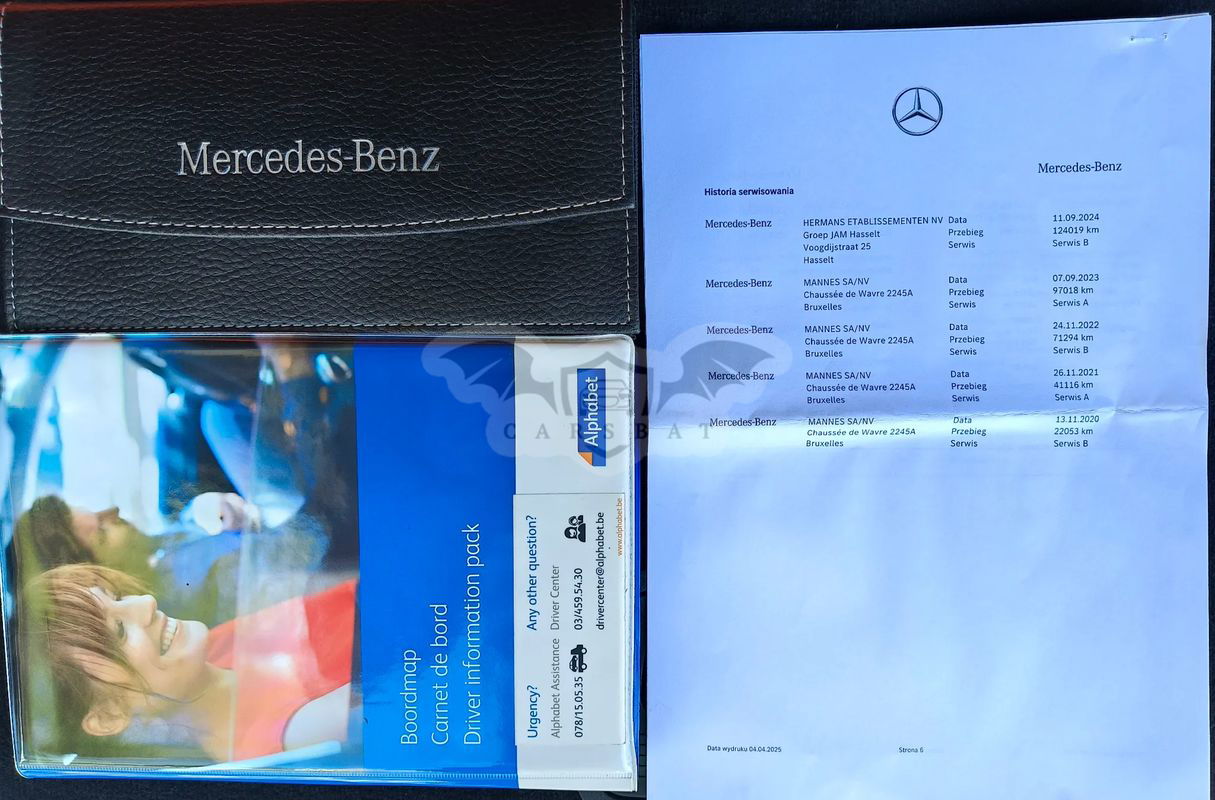 Mercedes-Benz
Alphabet
Boordmap
Carnet de bord
Driver information pack
Urgency?
Alphabet Assistance
078/15.05.35
Any other question?
Driver Center
03/459.54.30
drivercenter@alphabet.be
www.alphabet.be
CARSBAT
Mercedes-Benz
Historia serwisowania
Mercedes-Benz HERMANS ETABLISSEMENTEN NV Data 11.09.2024
Groep JAM Hasselt Przebieg 124019 km
Voogdijstraat 25 Serwis Serwis B
Hasselt
Mercedes-Benz MANNES SA/NV Data 07.09.2023
Chaussée de Wavre 2245A Przebieg 97018 km
Bruxelles Serwis Serwis A
Mercedes-Benz MANNES SA/NV Data 24.11.2022
Chaussée de Wavre 2245A Przebieg 71294 km
Bruxelles Serwis Serwis B
Mercedes-Benz MANNES SA/NV Data 26.11.2021
Chaussée de Wavre 2245A Przebieg 41116 km
Bruxelles Serwis Serwis A
Mercedes-Benz MANNES SA/NV Data 13.11.2020
Chaussée de Wavre 2245A Przebieg 22053 km
Bruxelles Serwis Serwis B
Data wydruku 04.04.2025 Strona 6